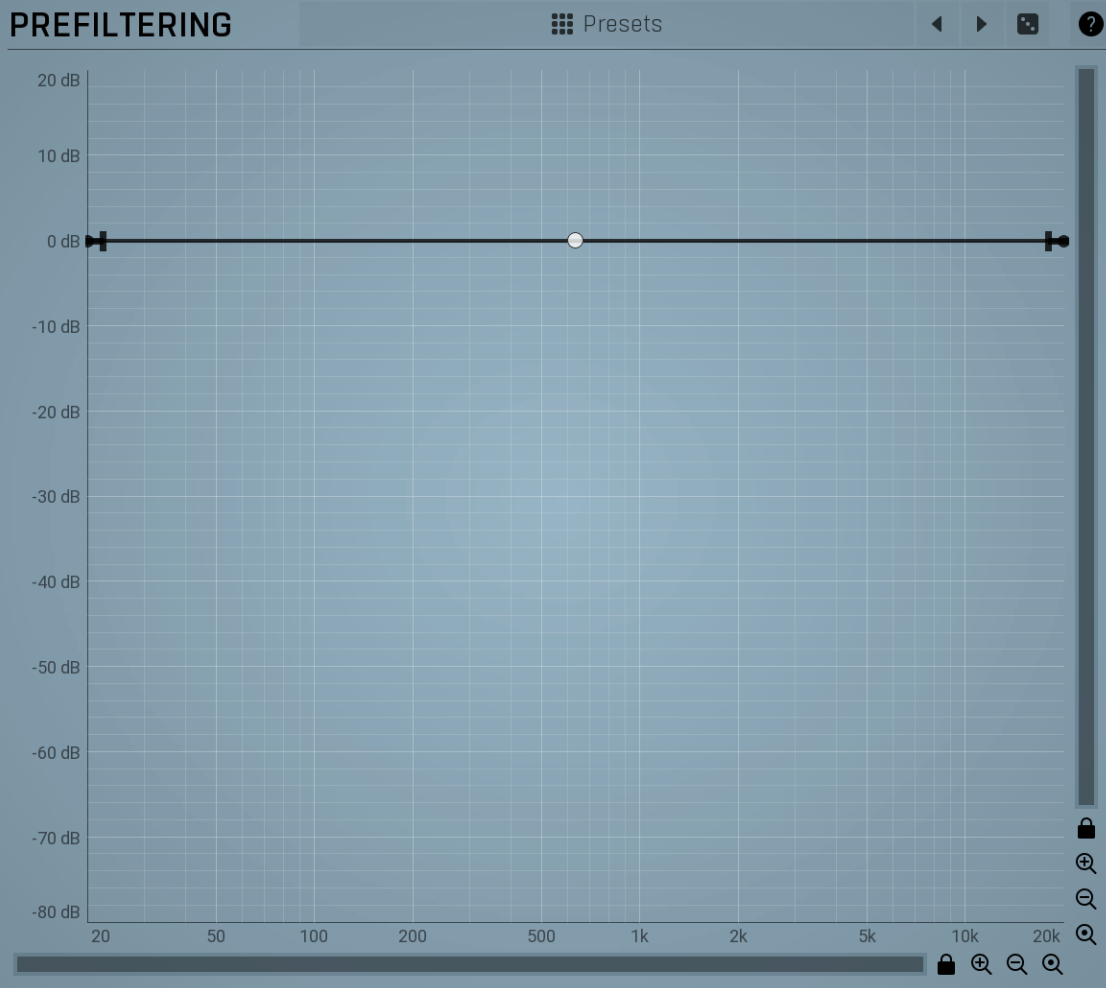 PREFILTERING
Presets
?
20 dB
10 dB
0 dB
-10 dB
-20 dB
-30 dB
-40 dB
-50 dB
-60 dB
-70 dB
-80 dB
20 50 100 200 500 1k 2k 5k 10k 20k